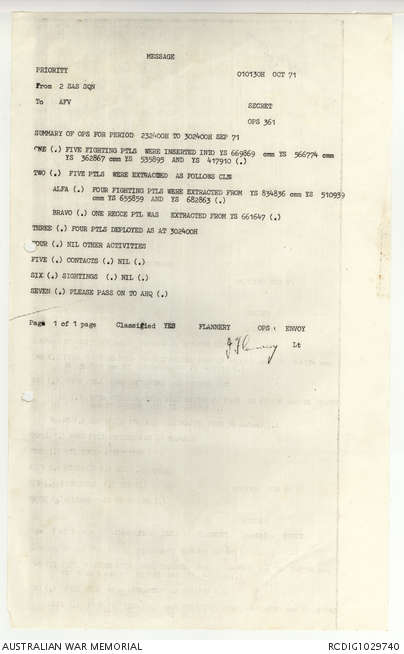 MESSAGE
PRIORITY 010130H OCT 71
From 2 SAS SQN
To AFV SECRET
OPS 361
SUMMARY OF OPS FOR PERIOD 232400H TO 302400H SEP 71
ONE (.) FIVE FIGHTING PTLS WERE INSERTED INTO YS 669869 cmm YS 566774 cmm
YS 362867 cmm YS 535895 AND YS 417910 (.)
TWO (.) FIVE PTLS WERE EXTRACTED AS FOLLOWS CLN
ALFA (.) FOUR FIGHTING PTLS WERE EXTRACTED FROM YS 834836 cm YS 510939
cmm YS 655859 AND YS 682863 (.)
BRAVO (.) ONE RECCE PTL WAS EXTRACTED FROM YS 661647 (.)
THREE (.) FOUR PTLS DEPLOYED AS AT 302400H
FOUR (.) NIL OTHER ACTIVITIES
FIVE (.) CONTACTS (.) NIL (.)
SIX (.) SIGHTINGS (.) NIL (.)
SEVEN (.) PLEASE PASS ON TO AHQ (.)
Page 1 of 1 page Classified YES FLANNERY OPS ENVOY
J Flannery Lt
AUSTRALIAN WAR MEMORIAL RCDIG1029740